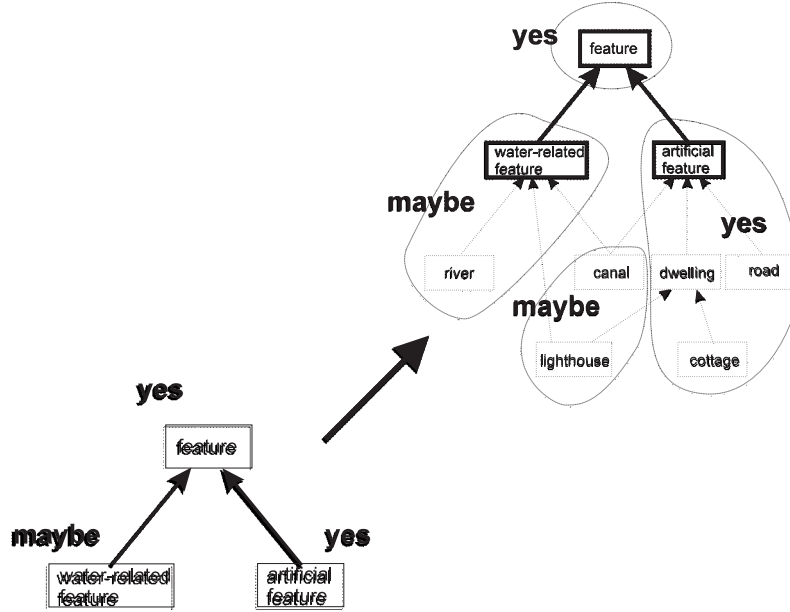 yes
feature
water-related
feature
artificial
feature
maybe
yes
river
canal
dwelling
road
maybe
lighthouse
cottage
yes
feature
maybe
yes
water-related
feature
artificial
feature